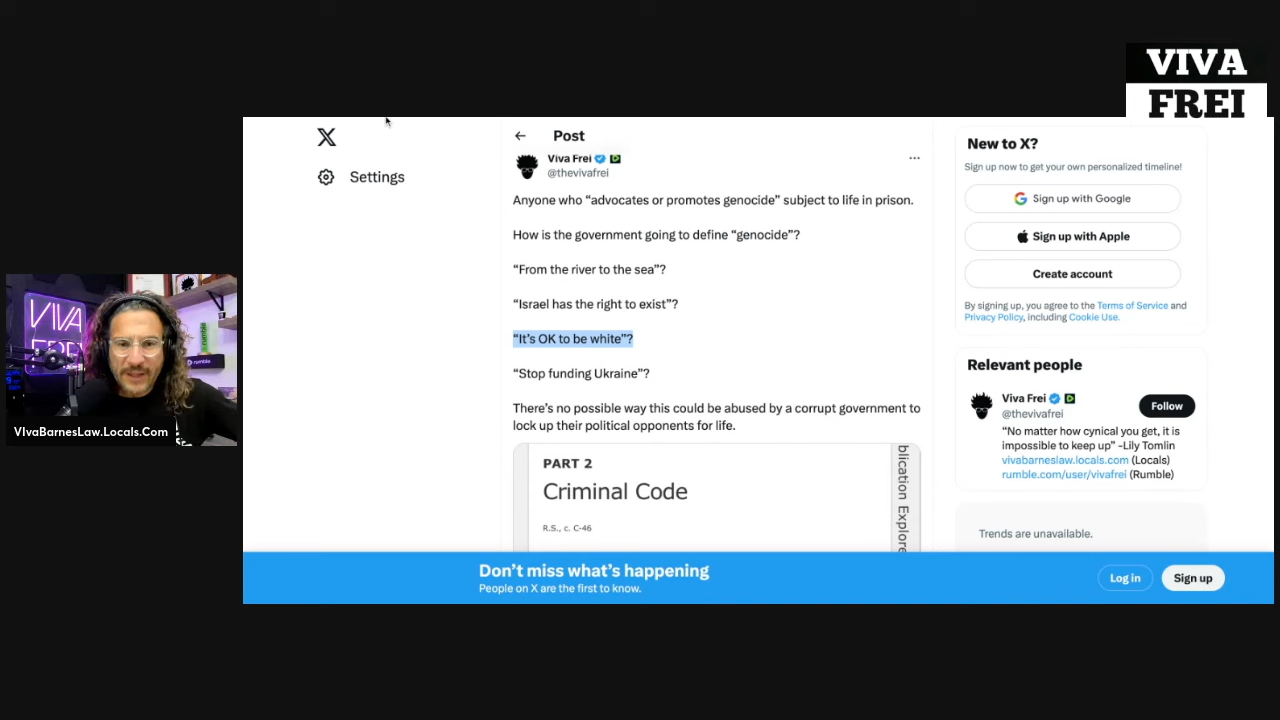 VIVA
FREI
Post
Viva Frei
@thevivafrei
Settings
Anyone who “advocates or promotes genocide” subject to life in prison.
How is the government going to define “genocide”?
“From the river to the sea”?
“Israel has the right to exist”?
“It’s OK to be white”?
“Stop funding Ukraine”?
There’s no possible way this could be abused by a corrupt government to
lock up their political opponents for life.
PART 2
Criminal Code
R.S., c. C-46
blication Explore
New to X?
Sign up now to get your own personalized timeline!
Sign up with Google
Sign up with Apple
Create account
By signing up, you agree to the Terms of Service and
Privacy Policy, including Cookie Use.
Relevant people
Viva Frei
@thevivafrei
Follow
“No matter how cynical you get, it is
impossible to keep up” -Lily Tomlin
vivabarneslaw.locals.com (Locals)
rumble.com/user/vivafrei (Rumble)
Trends are unavailable.
Don’t miss what’s happening
People on X are the first to know.
Log in
Sign up
VIVA
FREI
rumble
VIvaBarnesLaw.Locals.Com